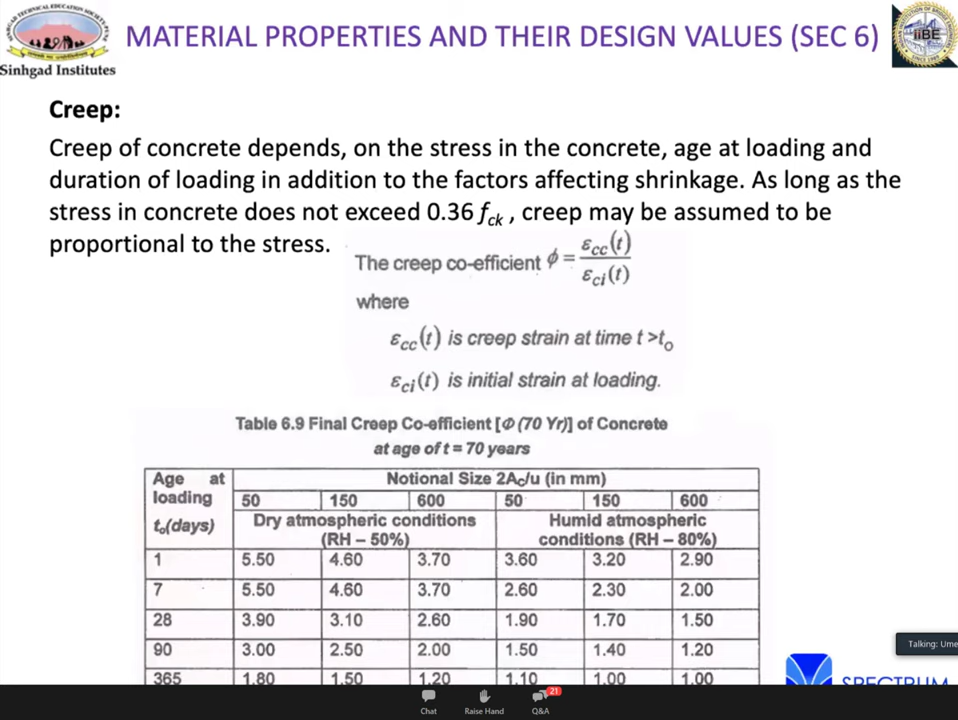 MATERIAL PROPERTIES AND THEIR DESIGN VALUES (SEC 6)
Sinhgad Institutes
iiBE
Creep:
Creep of concrete depends, on the stress in the concrete, age at loading and
duration of loading in addition to the factors affecting shrinkage. As long as the
stress in concrete does not exceed 0.36 fck , creep may be assumed to be
proportional to the stress.
The creep co-efficient ϕ = εcc(t) / εci(t)
where
εcc(t) is creep strain at time t >to
εci(t) is initial strain at loading.
Table 6.9 Final Creep Co-efficient [Φ (70 Yr)] of Concrete
at age of t = 70 years
Age at loading to(days) Notional Size 2Ac/u (in mm)
50 150 600 50 150 600
Dry atmospheric conditions (RH – 50%) Humid atmospheric conditions (RH – 80%)
1 5.50 4.60 3.70 3.60 3.20 2.90
7 5.50 4.60 3.70 2.60 2.30 2.00
28 3.90 3.10 2.60 1.90 1.70 1.50
90 3.00 2.50 2.00 1.50 1.40 1.20
365 1.80 1.50 1.20 1.10 1.00 1.00
Talking: Ume
SPECTRUM
21
Chat Raise Hand Q&A